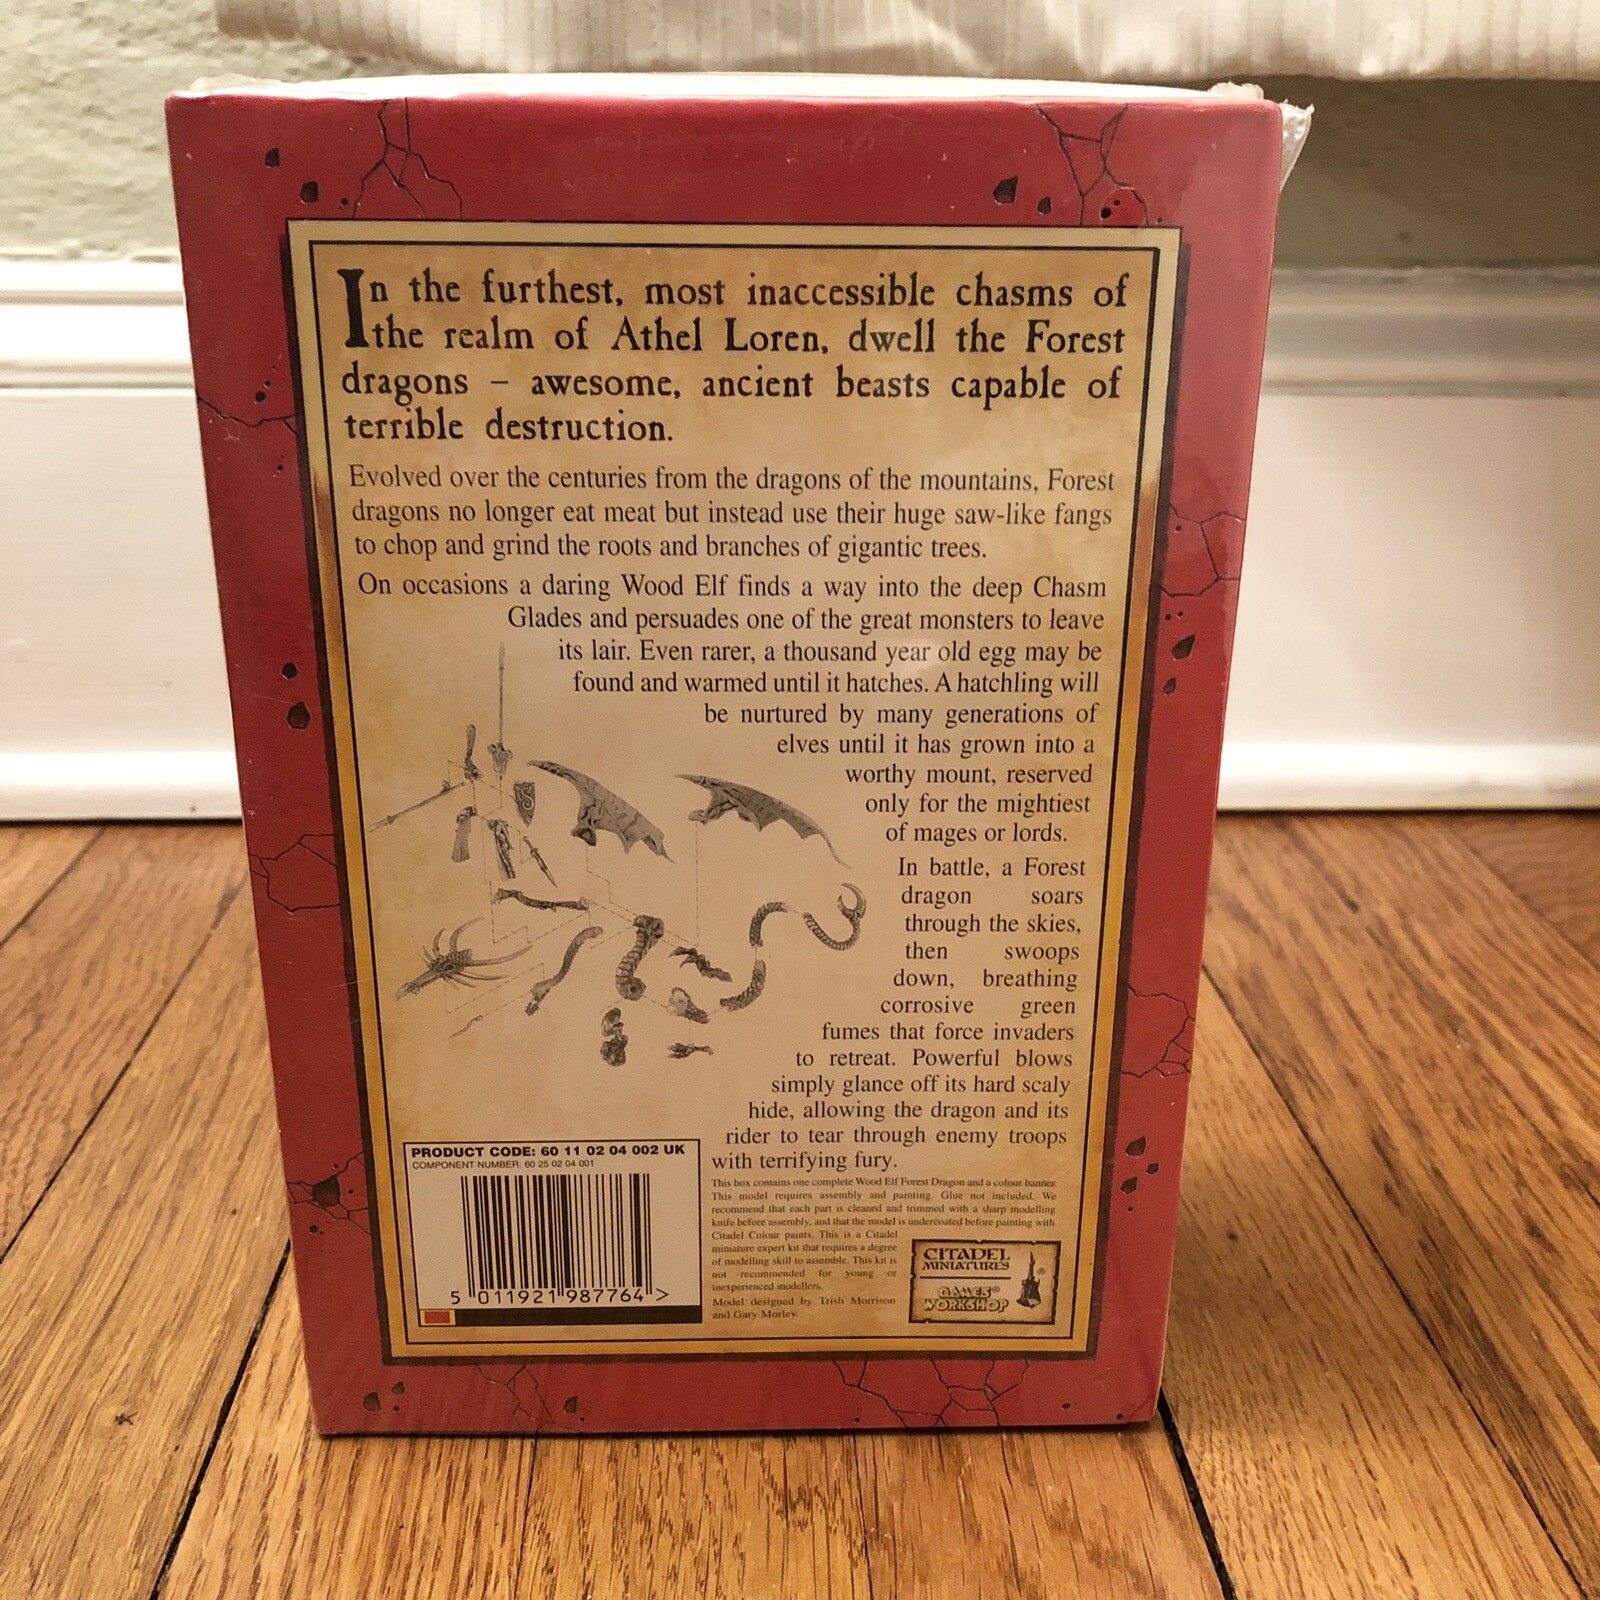 In the furthest, most inaccessible chasms of
the realm of Athel Loren, dwell the Forest
dragons – awesome, ancient beasts capable of
terrible destruction.
Evolved over the centuries from the dragons of the mountains, Forest
dragons no longer eat meat but instead use their huge saw-like fangs
to chop and grind the roots and branches of gigantic trees.
On occasions a daring Wood Elf finds a way into the deep Chasm
Glades and persuades one of the great monsters to leave
its lair. Even rarer, a thousand year old egg may be
found and warmed until it hatches. A hatchling will
be nurtured by many generations of
elves until it has grown into a
worthy mount, reserved
only for the mightiest
of mages or lords.
In battle, a Forest
dragon soars
through the skies,
then swoops
down, breathing
corrosive green
fumes that force invaders
to retreat. Powerful blows
simply glance off its hard scaly
hide, allowing the dragon and its
rider to tear through enemy troops
with terrifying fury.
This box contains one complete Wood Elf Forest Dragon and a colour banner.
This model requires assembly and painting. Glue not included. We
recommend that each part is cleaned and trimmed with a sharp modelling
knife before assembly, and that the model is undercoated before painting with
Citadel Colour paints. This is a Citadel
miniature expert kit that requires a degree
of modelling skill to assemble. This kit is
not recommended for young or
inexperienced modellers.
Model designed by Trish Morrison
and Gary Morley.
PRODUCT CODE: 60 11 02 04 002 UK
COMPONENT NUMBER: 60 25 02 04 001
5 011921 987764 >
CITADEL
MINIATURES
GAMES
WORKSHOP